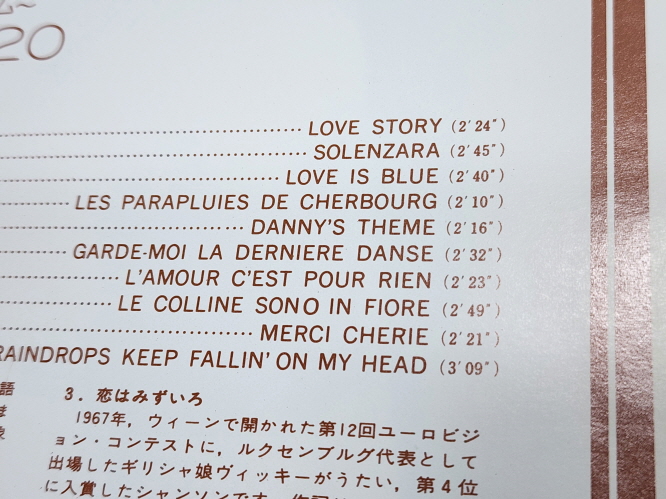 ム〜
20
LOVE STORY (2'24")
SOLENZARA (2'45")
LOVE IS BLUE (2'40")
LES PARAPLUIES DE CHERBOURG (2'10")
DANNY'S THEME (2'16")
GARDE-MOI LA DERNIERE DANSE (2'32")
L'AMOUR C'EST POUR RIEN (2'23")
LE COLLINE SONO IN FIORE (2'49")
MERCI CHERIE (2'21")
RAINDROPS KEEP FALLIN' ON MY HEAD (3'09")
語
ま
象
3. 恋はみずいろ
1967年，ウィーンで開かれた第12回ユーロビジ
ョン・コンテストに，ルクセンブルグ代表として
出場したギリシャ娘ヴィッキーがうたい，第4位
に入賞したシャンソンです。